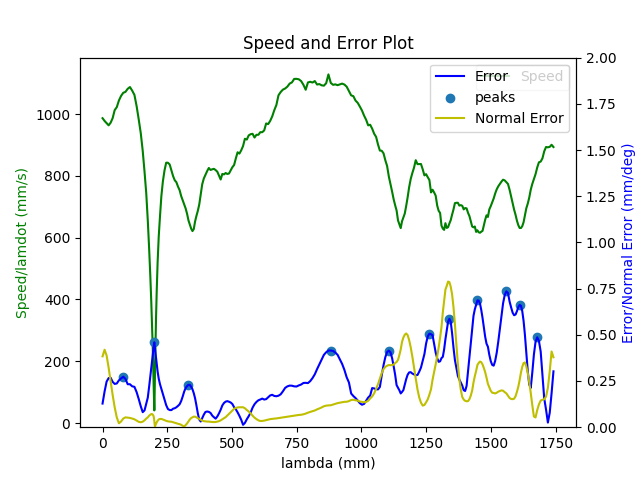 Speed and Error Plot
Error
Speed
peaks
Normal Error
Speed/lamdot (mm/s)
1000
800
600
400
200
0
2.00
1.75
1.50
1.25
1.00
0.75
0.50
0.25
0.00
Error/Normal Error (mm/deg)
0 250 500 750 1000 1250 1500 1750
lambda (mm)